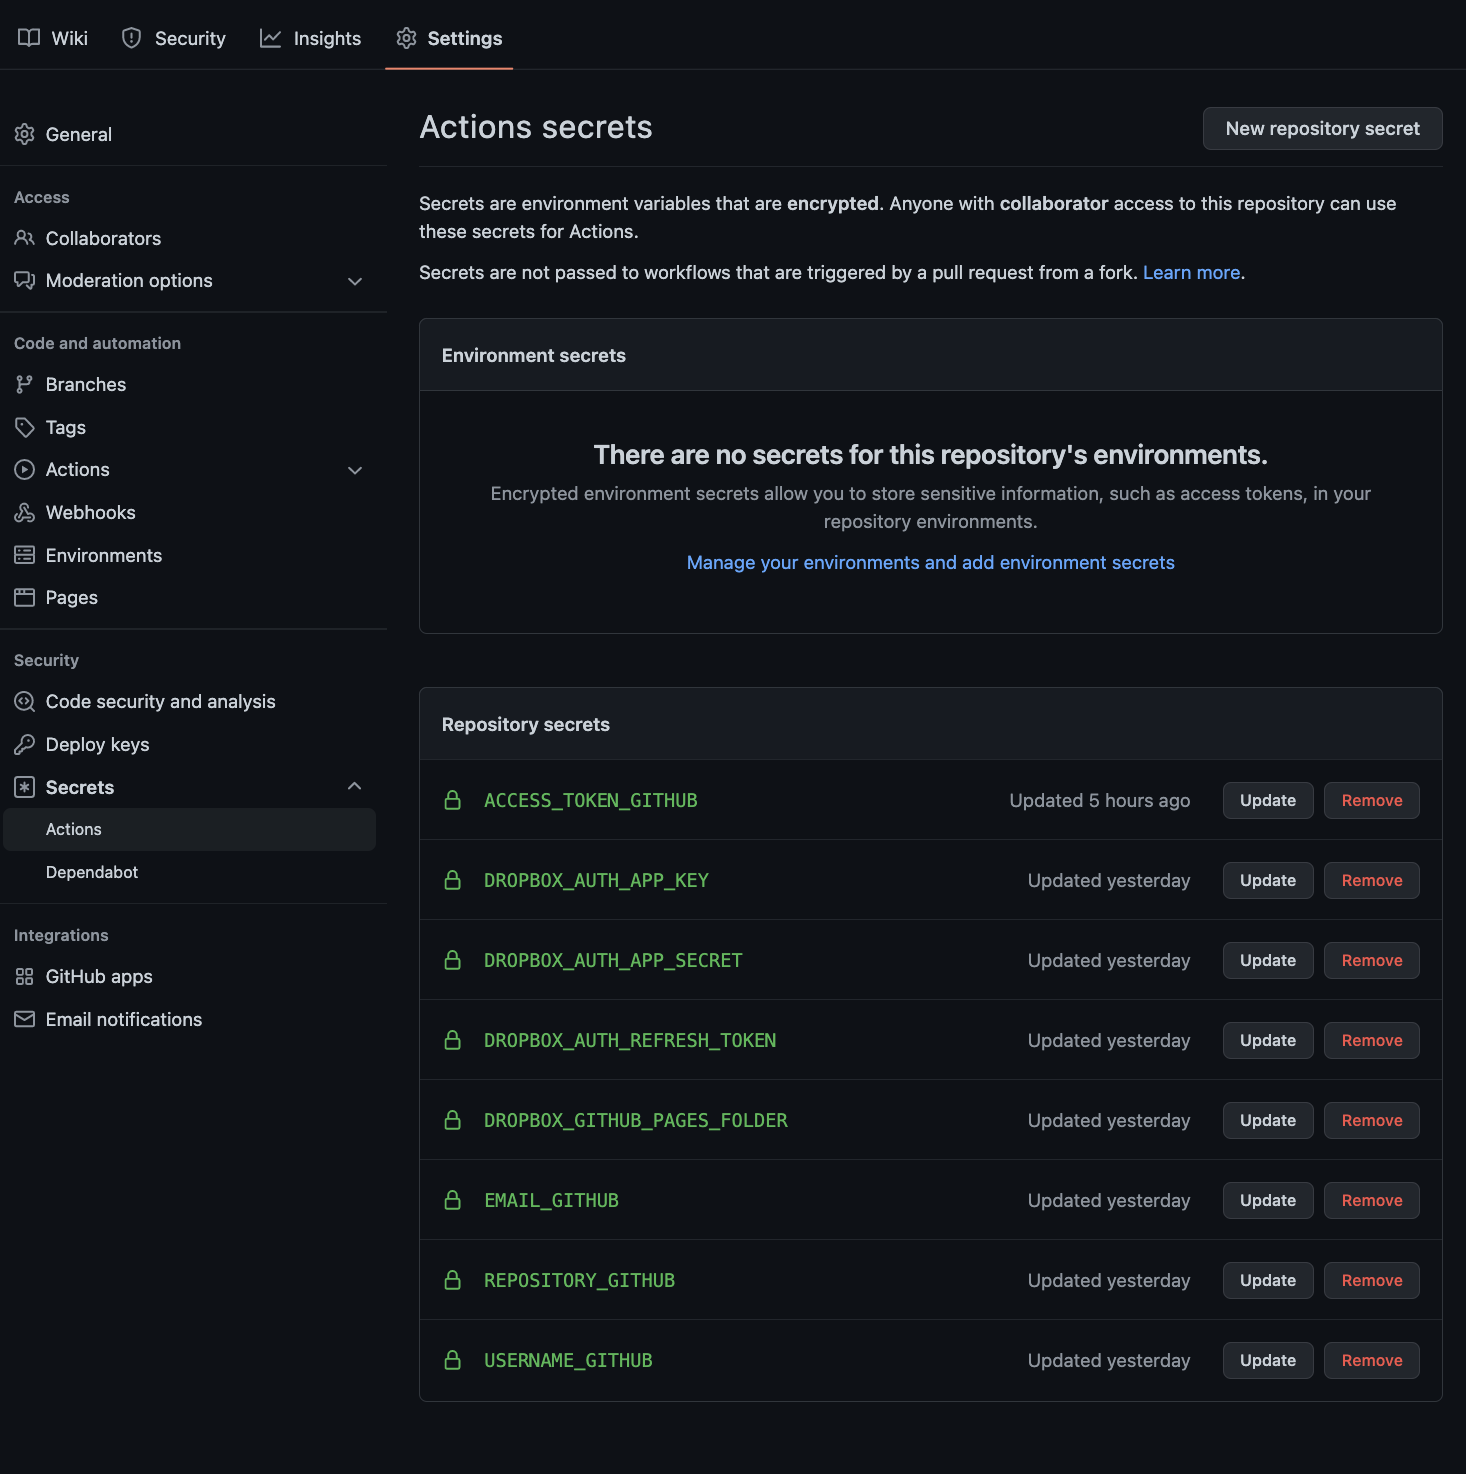 Wiki
Security
Insights
Settings
General
Access
Collaborators
Moderation options
Code and automation
Branches
Tags
Actions
Webhooks
Environments
Pages
Security
Code security and analysis
Deploy keys
Secrets
Actions
Dependabot
Integrations
GitHub apps
Email notifications
Actions secrets
New repository secret
Secrets are environment variables that are encrypted. Anyone with collaborator access to this repository can use
these secrets for Actions.
Secrets are not passed to workflows that are triggered by a pull request from a fork. Learn more.
Environment secrets
There are no secrets for this repository's environments.
Encrypted environment secrets allow you to store sensitive information, such as access tokens, in your
repository environments.
Manage your environments and add environment secrets
Repository secrets
ACCESS_TOKEN_GITHUB Updated 5 hours ago Update Remove
DROPBOX_AUTH_APP_KEY Updated yesterday Update Remove
DROPBOX_AUTH_APP_SECRET Updated yesterday Update Remove
DROPBOX_AUTH_REFRESH_TOKEN Updated yesterday Update Remove
DROPBOX_GITHUB_PAGES_FOLDER Updated yesterday Update Remove
EMAIL_GITHUB Updated yesterday Update Remove
REPOSITORY_GITHUB Updated yesterday Update Remove
USERNAME_GITHUB Updated yesterday Update Remove